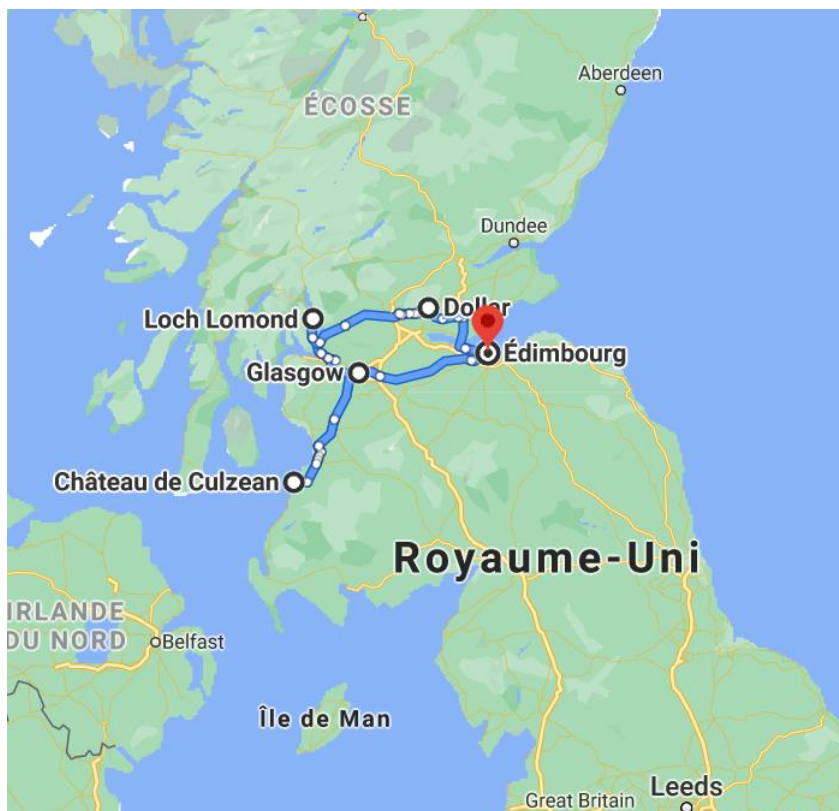 Aberdeen
ÉCOSSE
Dundee
Dollar
Loch Lomond
Édimbourg
Glasgow
Château de Culzean
Royaume-Uni
IRLANDE
DU NORD
Belfast
Île de Man
Leeds
Great Britain